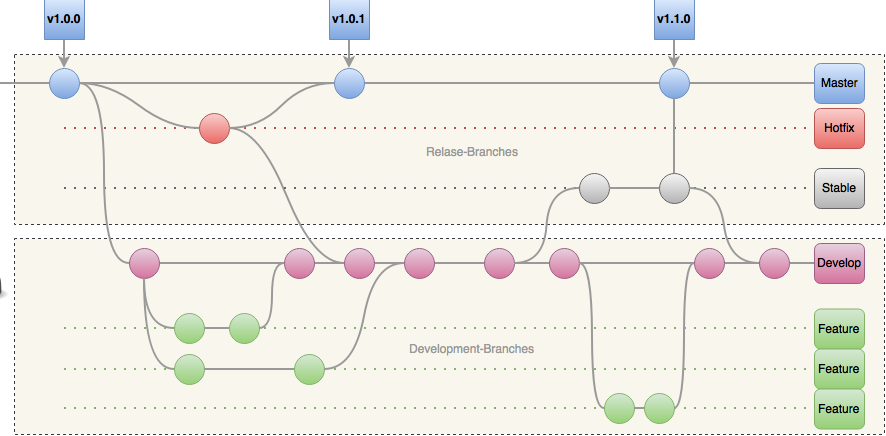 v1.0.0
v1.0.1
v1.1.0
Master
Hotfix
Relase-Branches
Stable
Develop
Feature
Development-Branches
Feature
Feature